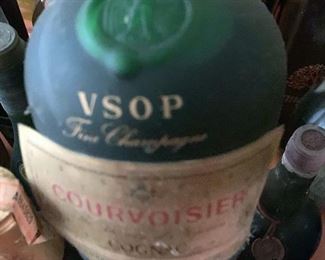 VSOP
Fine Champagne
COURVOISIER
COGNAC